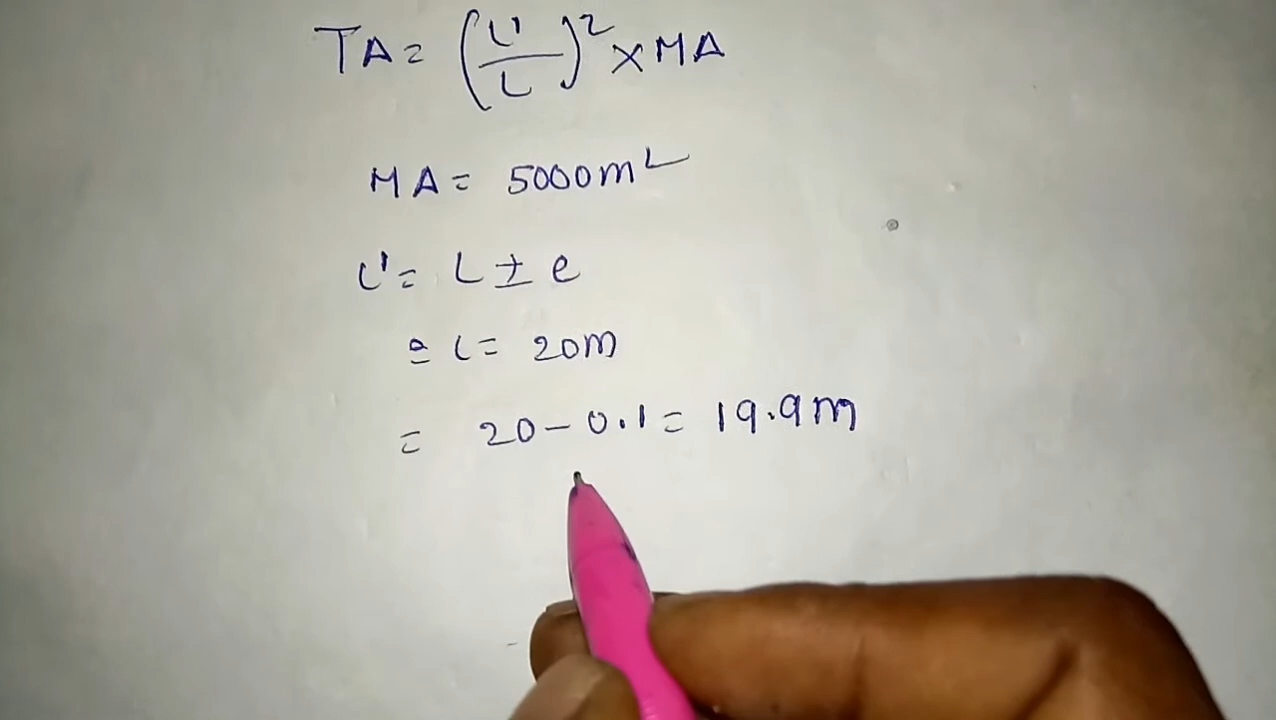 TA = (L'/L)² × MA
MA = 5000m²
L' = L ± e
= L = 20m
= 20 - 0.1 = 19.9m